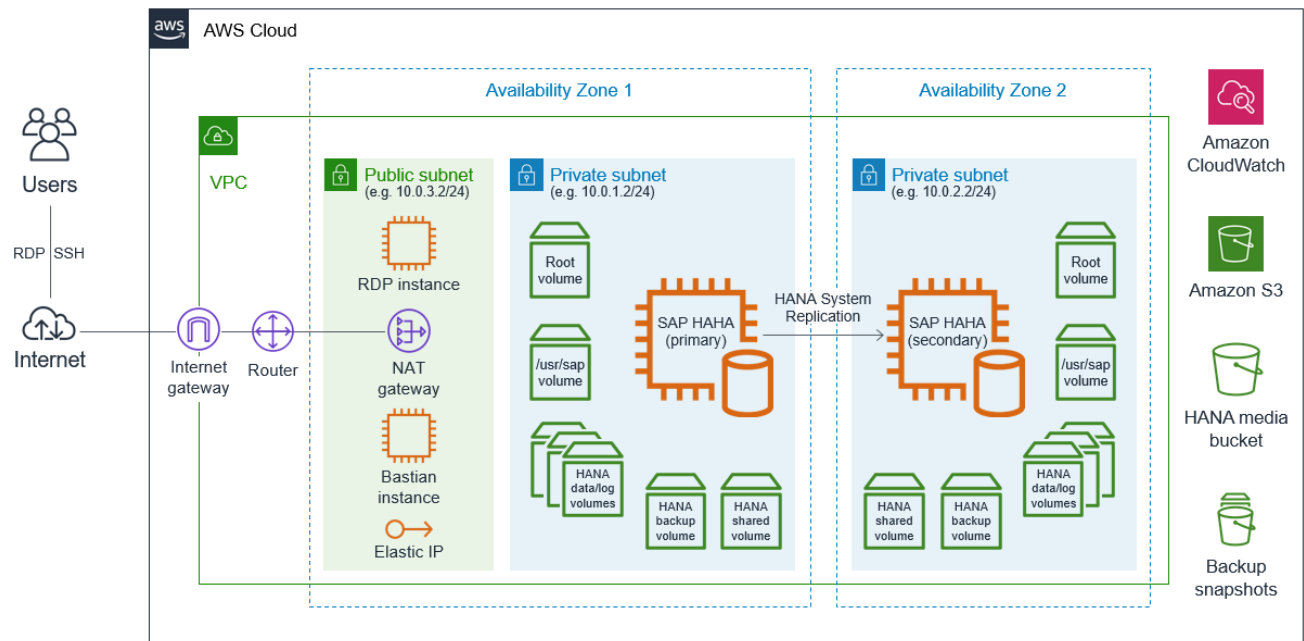 aws
AWS Cloud
Availability Zone 1
Availability Zone 2
Users
RDP
SSH
Internet
VPC
Internet
gateway
Router
Public subnet
(e.g. 10.0.3.2/24)
RDP instance
NAT
gateway
Bastian
instance
Elastic IP
Private subnet
(e.g. 10.0.1.2/24)
Root
volume
/usr/sap
volume
HANA
data/log
volumes
SAP HAHA
(primary)
HANA
backup
volume
HANA
shared
volume
HANA System
Replication
Private subnet
(e.g. 10.0.2.2/24)
SAP HAHA
(secondary)
Root
volume
/usr/sap
volume
HANA
data/log
volumes
HANA
shared
volume
HANA
backup
volume
Amazon
CloudWatch
Amazon S3
HANA media
bucket
Backup
snapshots